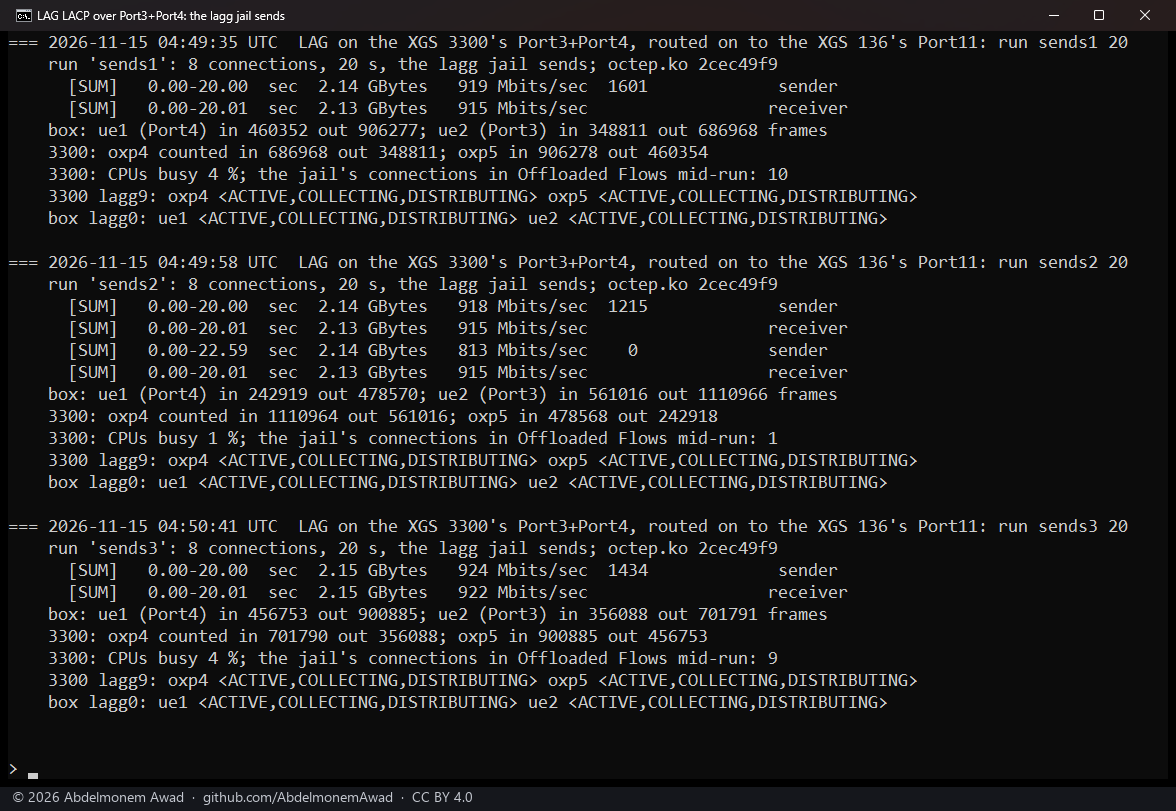 LAG LACP over Port3+Port4: the lagg jail sends
=== 2026-11-15 04:49:35 UTC  LAG on the XGS 3300's Port3+Port4, routed on to the XGS 136's Port11: run sends1 20
    run 'sends1': 8 connections, 20 s, the lagg jail sends; octep.ko 2cec49f9
      [SUM]   0.00-20.00  sec  2.14 GBytes   919 Mbits/sec  1601             sender
      [SUM]   0.00-20.01  sec  2.13 GBytes   915 Mbits/sec                  receiver
    box: ue1 (Port4) in 460352 out 906277; ue2 (Port3) in 348811 out 686968 frames
    3300: oxp4 counted in 686968 out 348811; oxp5 in 906278 out 460354
    3300: CPUs busy 4 %; the jail's connections in Offloaded Flows mid-run: 10
    3300 lagg9: oxp4 <ACTIVE,COLLECTING,DISTRIBUTING> oxp5 <ACTIVE,COLLECTING,DISTRIBUTING>
    box lagg0: ue1 <ACTIVE,COLLECTING,DISTRIBUTING> ue2 <ACTIVE,COLLECTING,DISTRIBUTING>
=== 2026-11-15 04:49:58 UTC  LAG on the XGS 3300's Port3+Port4, routed on to the XGS 136's Port11: run sends2 20
    run 'sends2': 8 connections, 20 s, the lagg jail sends; octep.ko 2cec49f9
      [SUM]   0.00-20.00  sec  2.14 GBytes   918 Mbits/sec  1215             sender
      [SUM]   0.00-20.01  sec  2.13 GBytes   915 Mbits/sec                  receiver
      [SUM]   0.00-22.59  sec  2.14 GBytes   813 Mbits/sec    0             sender
      [SUM]   0.00-20.01  sec  2.13 GBytes   915 Mbits/sec                  receiver
    box: ue1 (Port4) in 242919 out 478570; ue2 (Port3) in 561016 out 1110966 frames
    3300: oxp4 counted in 1110964 out 561016; oxp5 in 478568 out 242918
    3300: CPUs busy 1 %; the jail's connections in Offloaded Flows mid-run: 1
    3300 lagg9: oxp4 <ACTIVE,COLLECTING,DISTRIBUTING> oxp5 <ACTIVE,COLLECTING,DISTRIBUTING>
    box lagg0: ue1 <ACTIVE,COLLECTING,DISTRIBUTING> ue2 <ACTIVE,COLLECTING,DISTRIBUTING>
=== 2026-11-15 04:50:41 UTC  LAG on the XGS 3300's Port3+Port4, routed on to the XGS 136's Port11: run sends3 20
    run 'sends3': 8 connections, 20 s, the lagg jail sends; octep.ko 2cec49f9
      [SUM]   0.00-20.00  sec  2.15 GBytes   924 Mbits/sec  1434             sender
      [SUM]   0.00-20.01  sec  2.15 GBytes   922 Mbits/sec                  receiver
    box: ue1 (Port4) in 456753 out 900885; ue2 (Port3) in 356088 out 701791 frames
    3300: oxp4 counted in 701790 out 356088; oxp5 in 900885 out 456753
    3300: CPUs busy 4 %; the jail's connections in Offloaded Flows mid-run: 9
    3300 lagg9: oxp4 <ACTIVE,COLLECTING,DISTRIBUTING> oxp5 <ACTIVE,COLLECTING,DISTRIBUTING>
    box lagg0: ue1 <ACTIVE,COLLECTING,DISTRIBUTING> ue2 <ACTIVE,COLLECTING,DISTRIBUTING>
> _
© 2026 Abdelmonem Awad · github.com/AbdelmonemAwad · CC BY 4.0